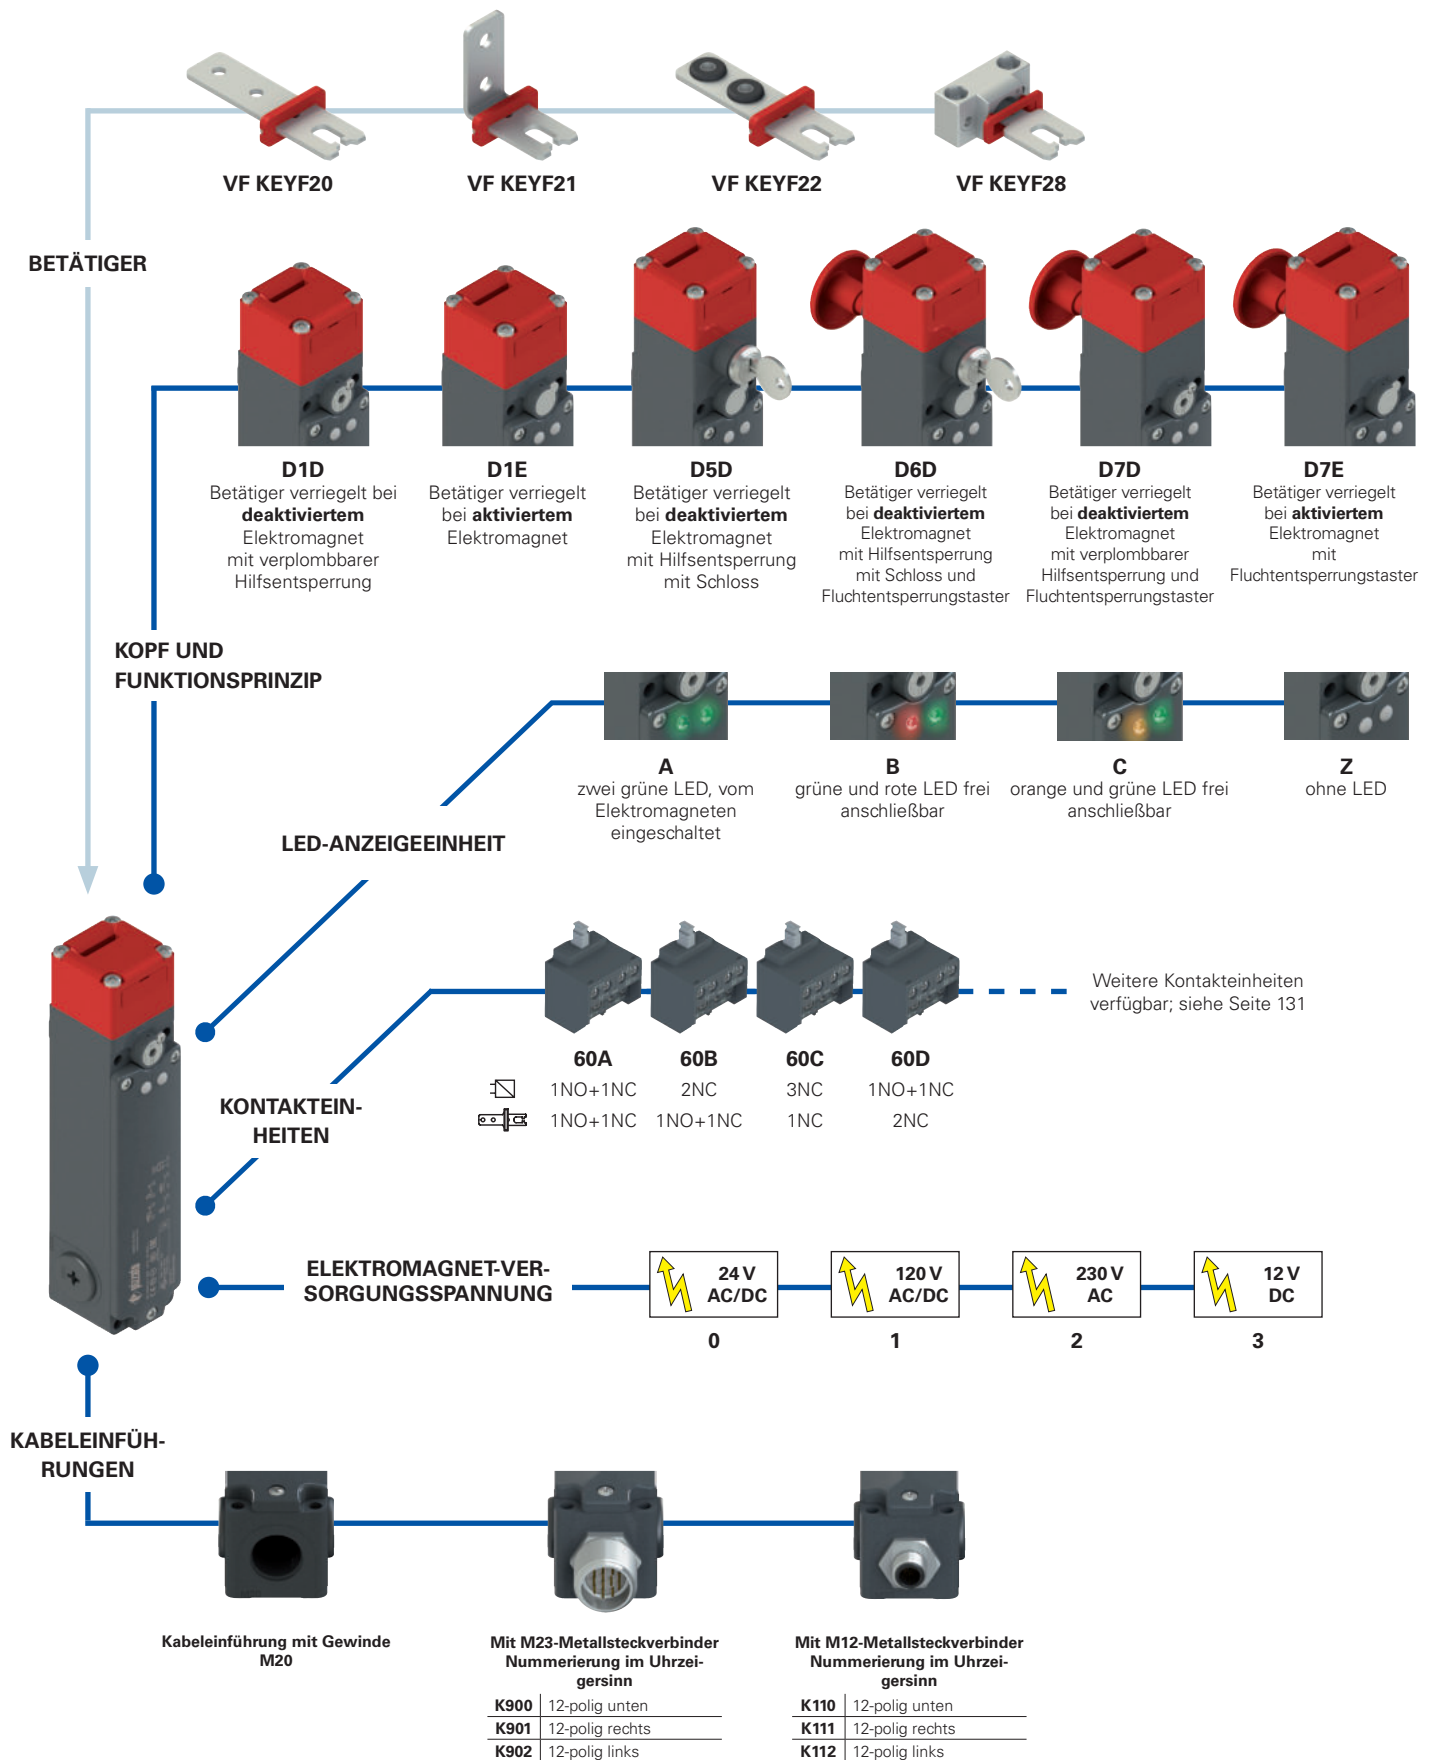 VF KEYF20
VF KEYF21
VF KEYF22
VF KEYF28
BETÄTIGER
D1D
Betätiger verriegelt bei
deaktiviertem
Elektromagnet
mit verplombbarer
Hilfsentsperrung
D1E
Betätiger verriegelt
bei aktiviertem
Elektromagnet
D5D
Betätiger verriegelt
bei deaktiviertem
Elektromagnet
mit Hilfsentsperrung
mit Schloss
D6D
Betätiger verriegelt
bei deaktiviertem
Elektromagnet
mit Hilfsentsperrung
mit Schloss und
Fluchtentsperrungstaster
D7D
Betätiger verriegelt
bei deaktiviertem
Elektromagnet
mit verplombbarer
Hilfsentsperrung und
Fluchtentsperrungstaster
D7E
Betätiger verriegelt
bei aktiviertem
Elektromagnet
mit
Fluchtentsperrungstaster
KOPF UND
FUNKTIONSPRINZIP
A
zwei grüne LED, vom
Elektromagneten
eingeschaltet
B
grüne und rote LED frei
anschließbar
C
orange und grüne LED frei
anschließbar
Z
ohne LED
LED-ANZEIGEEINHEIT
Weitere Kontakteinheiten
verfügbar; siehe Seite 131
60A 60B 60C 60D
1NO+1NC 2NC 3NC 1NO+1NC
1NO+1NC 1NO+1NC 1NC 2NC
KONTAKTEIN-
HEITEN
ELEKTROMAGNET-VER-
SORGUNGSSPANNUNG
24 V
AC/DC
0
120 V
AC/DC
1
230 V
AC
2
12 V
DC
3
KABELEINFÜH-
RUNGEN
Kabeleinführung mit Gewinde
M20
Mit M23-Metallsteckverbinder
Nummerierung im Uhrzei-
gersinn
K900 12-polig unten
K901 12-polig rechts
K902 12-polig links
Mit M12-Metallsteckverbinder
Nummerierung im Uhrzei-
gersinn
K110 12-polig unten
K111 12-polig rechts
K112 12-polig links